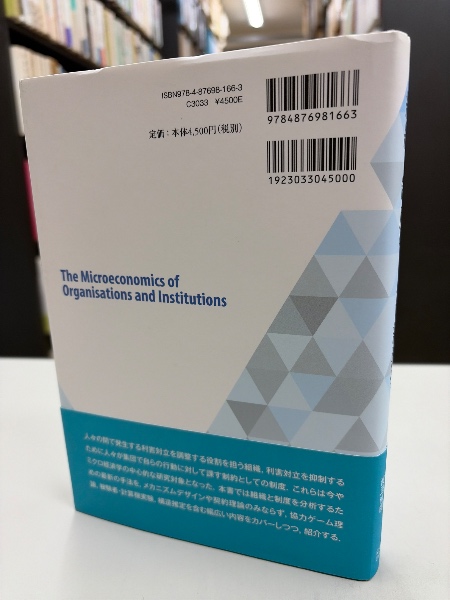 ISBN978-4-87698-166-3
C3033 ¥4500E
定価：本体4,500円（税別）
9784876981663
1923033045000
The Microeconomics of
Organisations and Institutions
人々の間で発生する利害対立を調整する役割を担う組織，利害対立を抑制する
ために人々が集団で自らの行動に対して課す制約としての制度．これらは今や
ミクロ経済学の中心的な研究対象となった．本書では組織と制度を分析するた
めの最新の手法を，メカニズムデザインや契約理論のみならず，協力ゲーム理
論，被験者・計算機実験，構造推定を含む幅広い内容をカバーしつつ，紹介する．